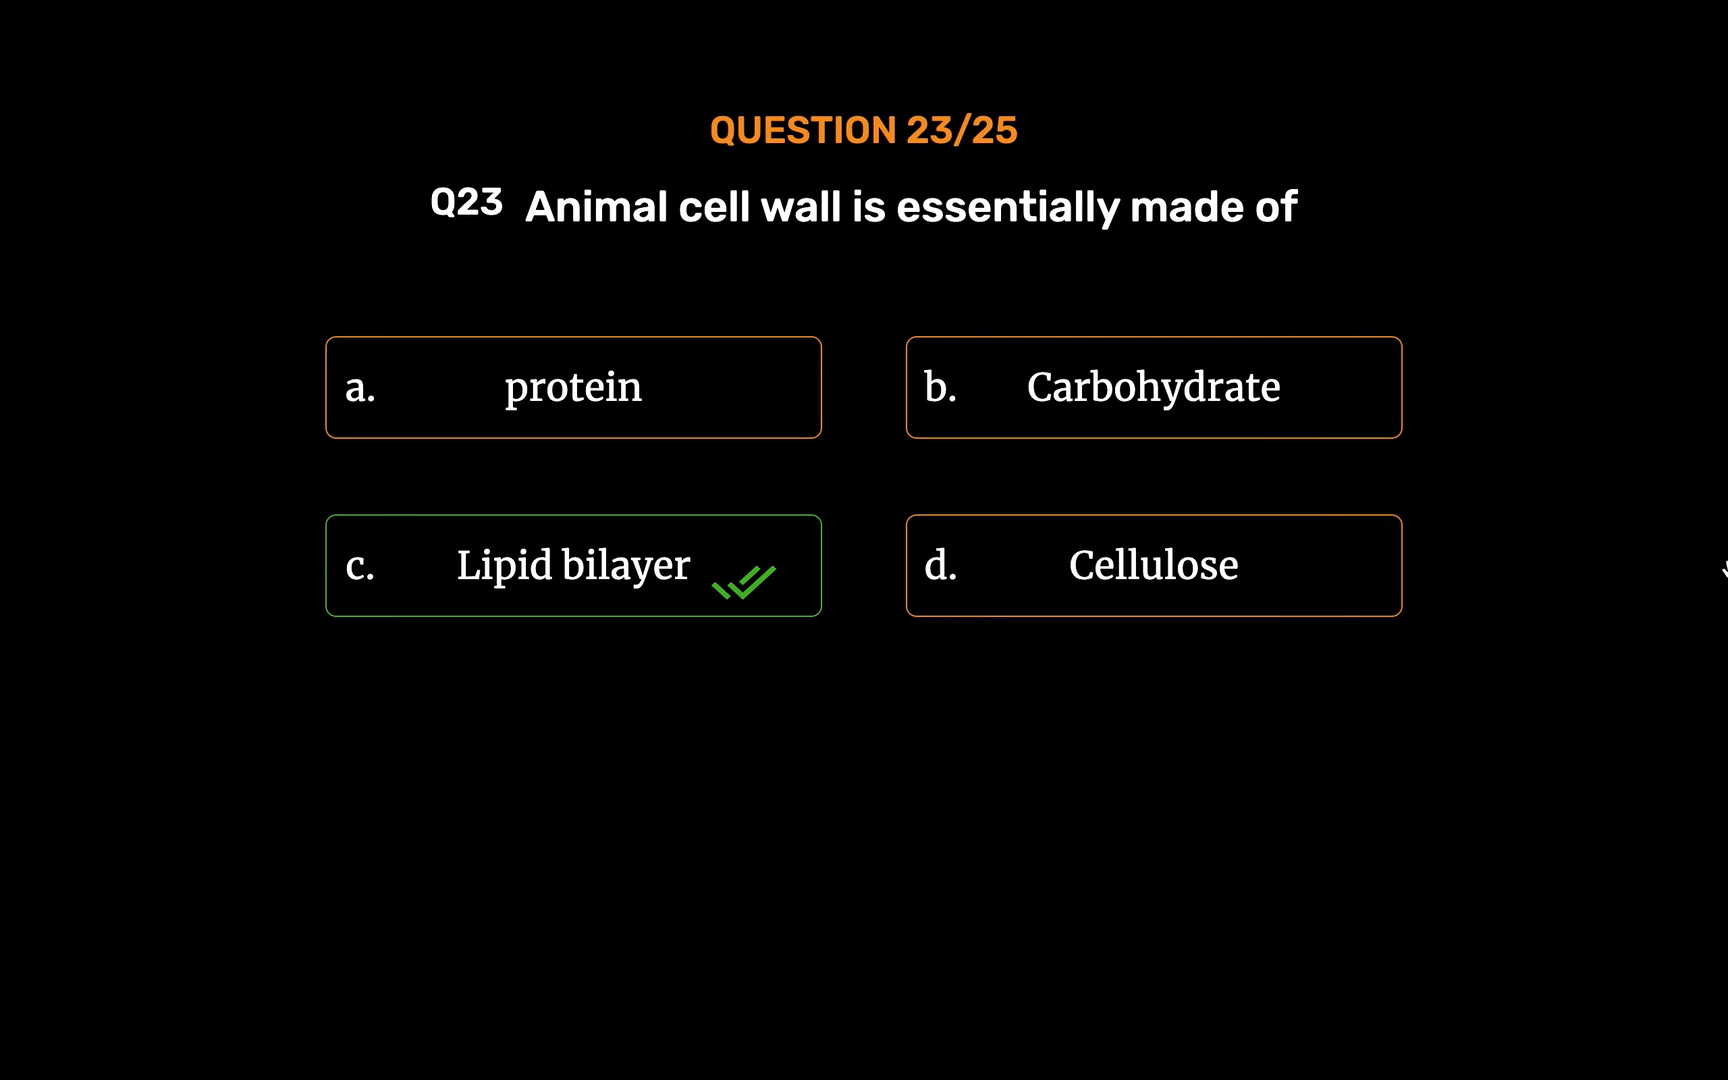 QUESTION 23/25
Q23 Animal cell wall is essentially made of
a. protein
b. Carbohydrate
c. Lipid bilayer
d. Cellulose